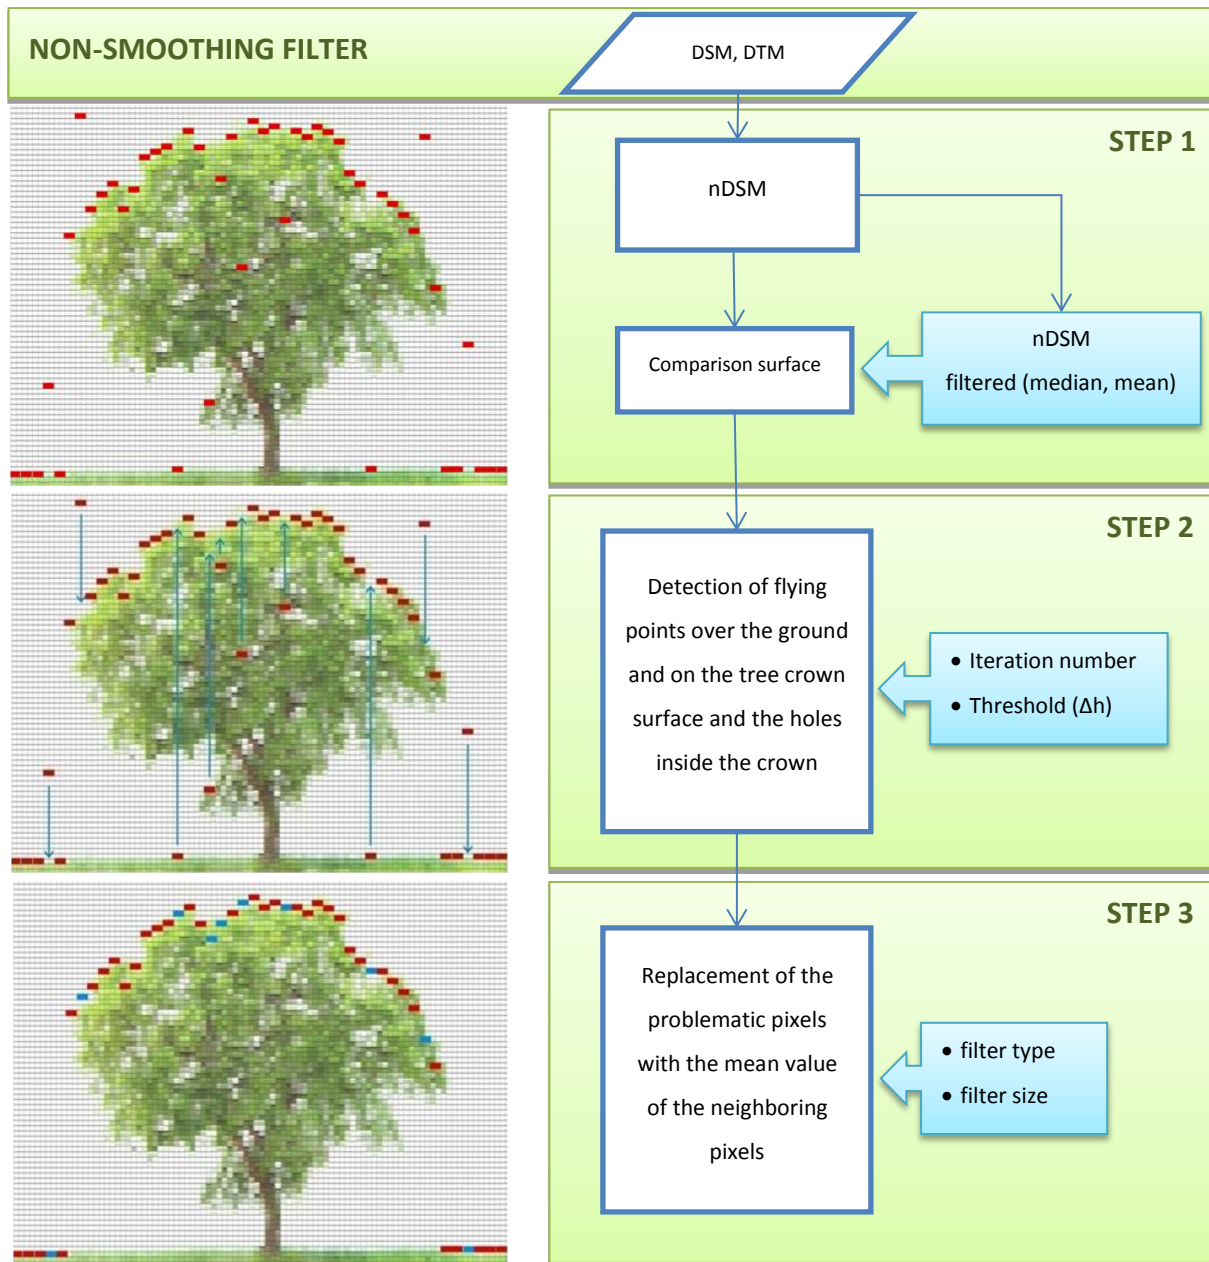 NON-SMOOTHING FILTER
DSM, DTM
STEP 1
nDSM
Comparison surface
nDSM
filtered (median, mean)
STEP 2
Detection of flying
points over the ground
and on the tree crown
surface and the holes
inside the crown
• Iteration number
• Threshold (Δh)
STEP 3
Replacement of the
problematic pixels
with the mean value
of the neighboring
pixels
• filter type
• filter size